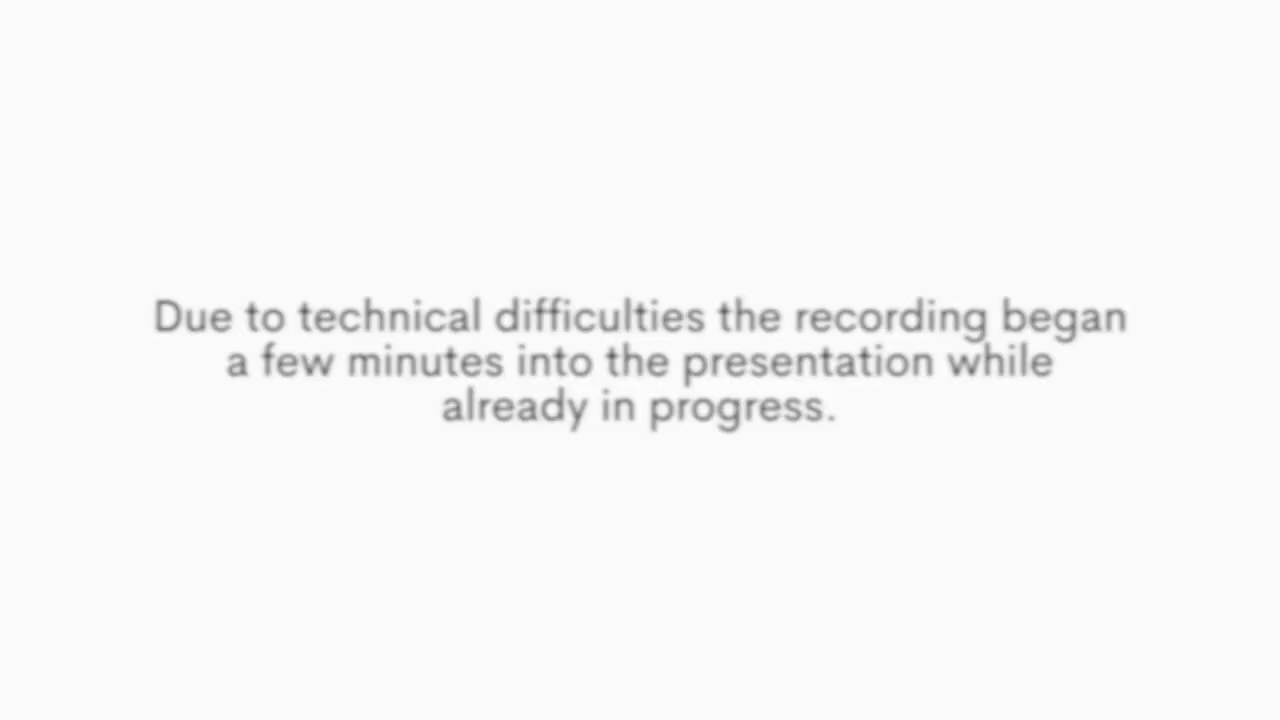 Due to technical difficulties the recording began
a few minutes into the presentation while
already in progress.